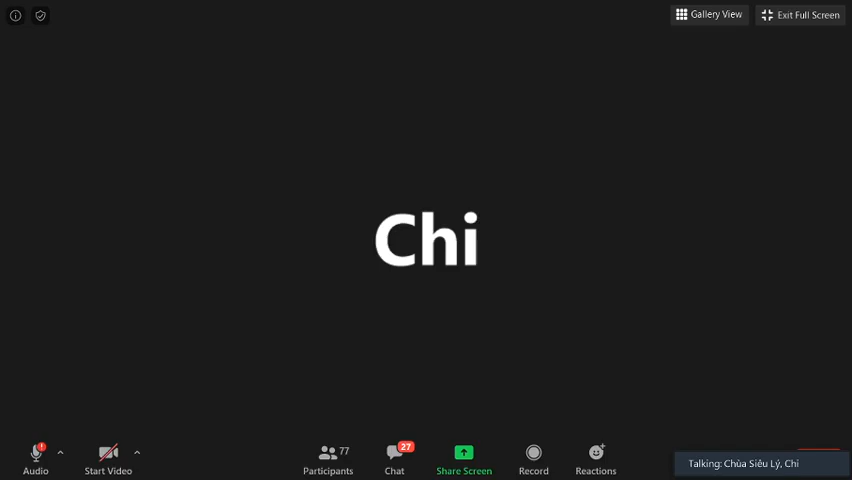 Gallery View
Exit Full Screen
Chi
77
27
Audio
Start Video
Participants
Chat
Share Screen
Record
Reactions
Talking: Chùa Siêu Lý, Chi